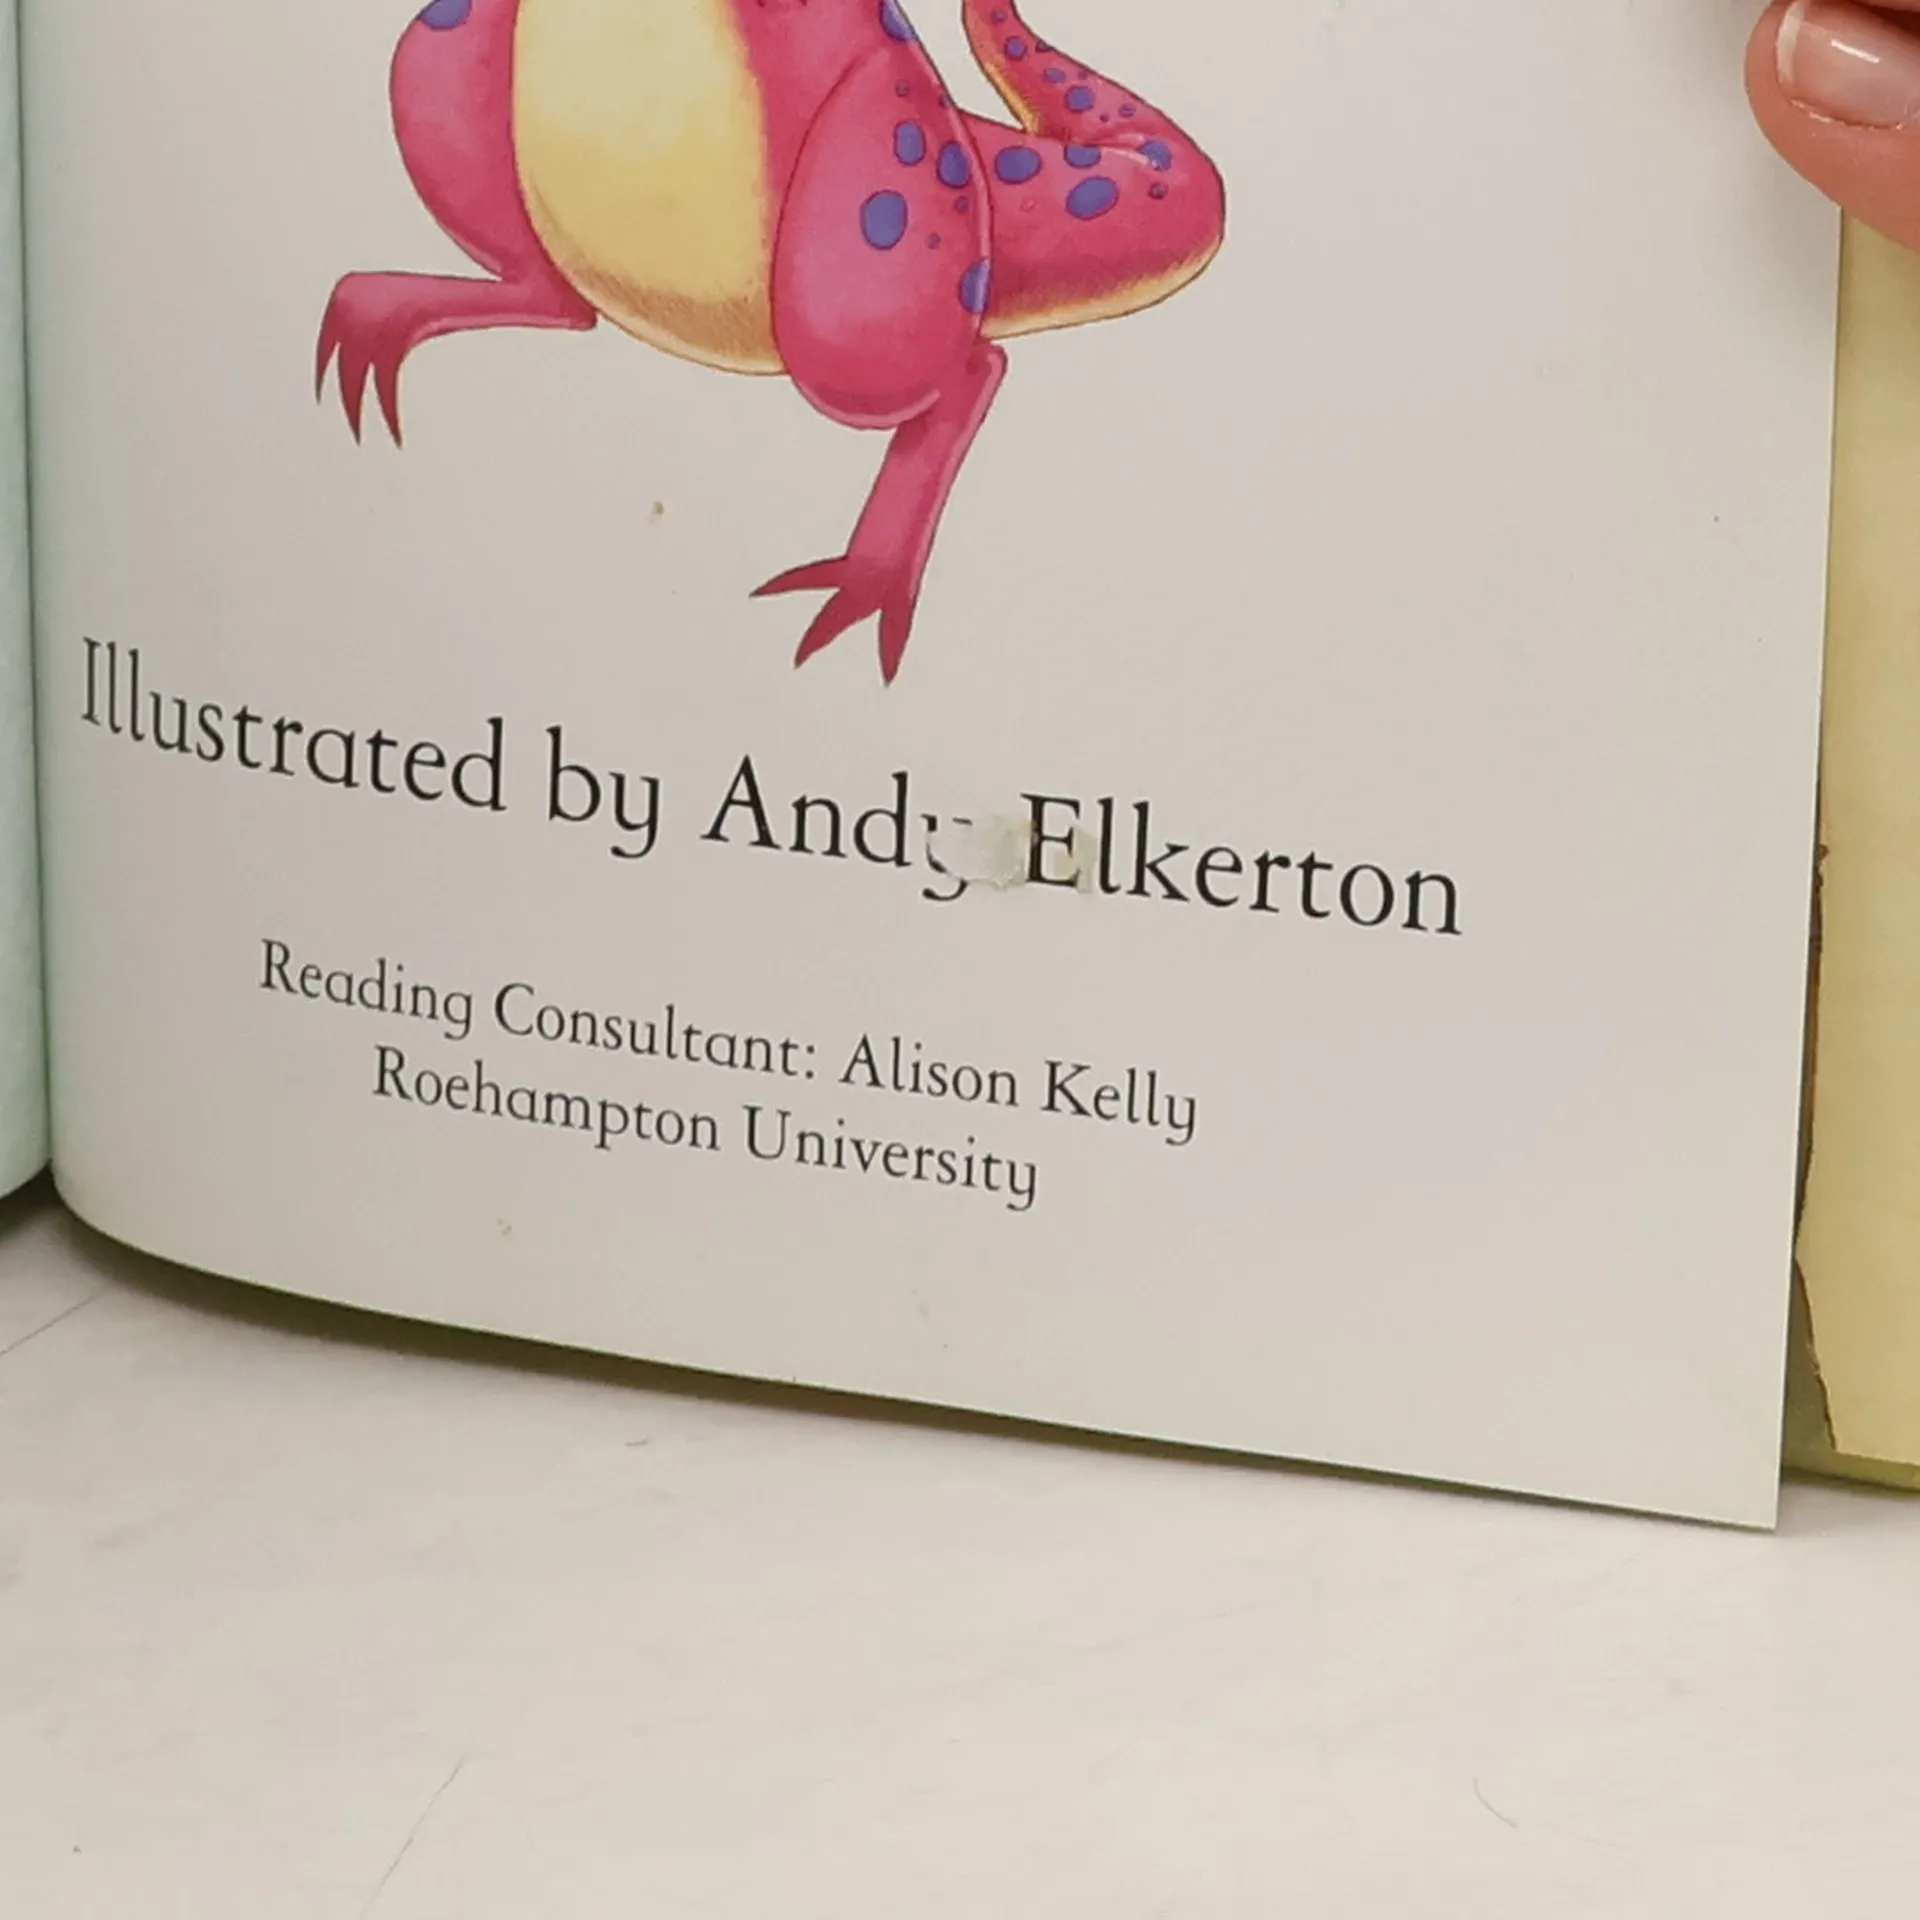 Illustrated by Andy Elkerton
Reading Consultant: Alison Kelly
Roehampton University